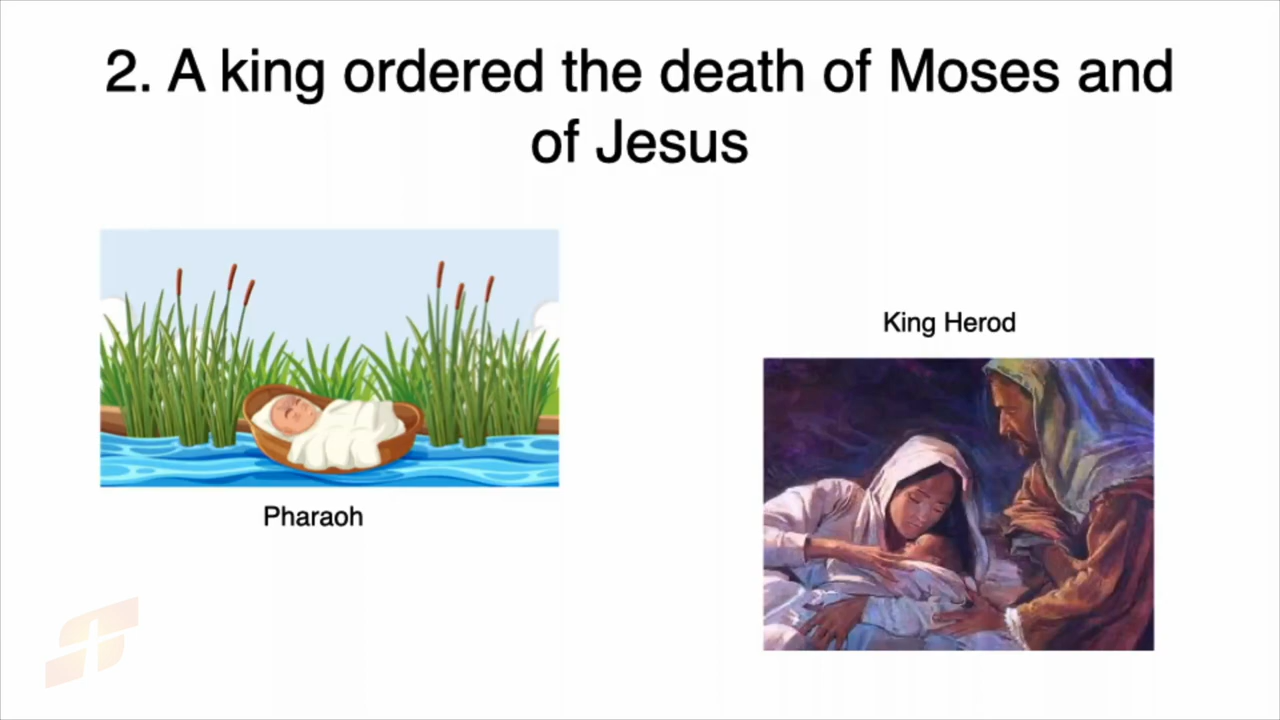 2. A king ordered the death of Moses and
of Jesus
King Herod
Pharaoh